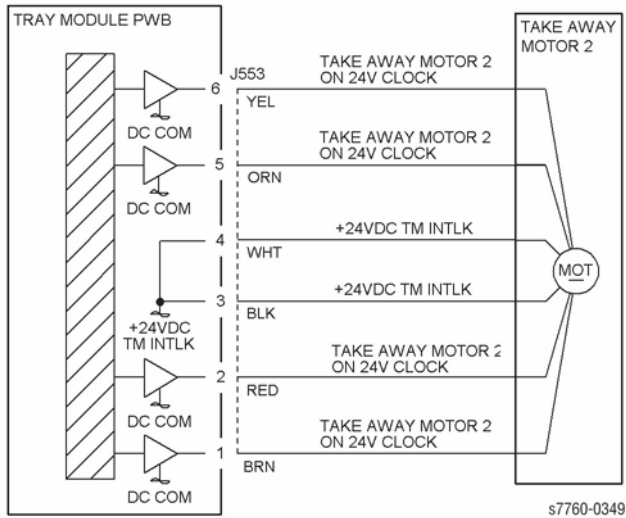 TRAY MODULE PWB
TAKE AWAY
MOTOR 2
J553
TAKE AWAY MOTOR 2
ON 24V CLOCK
6
YEL
DC COM
TAKE AWAY MOTOR 2
ON 24V CLOCK
5
ORN
DC COM
+24VDC TM INTLK
4
WHT
MOT
+24VDC TM INTLK
3
BLK
+24VDC
TM INTLK
TAKE AWAY MOTOR 2
ON 24V CLOCK
2
RED
DC COM
TAKE AWAY MOTOR 2
ON 24V CLOCK
1
BRN
DC COM
s7760-0349